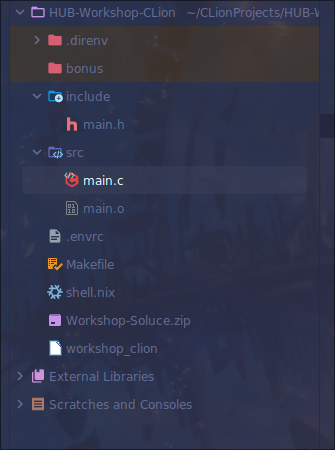 HUB-Workshop-CLion ~/CLionProjects/HUB-W
.direnv
bonus
include
main.h
src
main.c
main.o
.envrc
Makefile
shell.nix
Workshop-Soluce.zip
workshop_clion
External Libraries
Scratches and Consoles